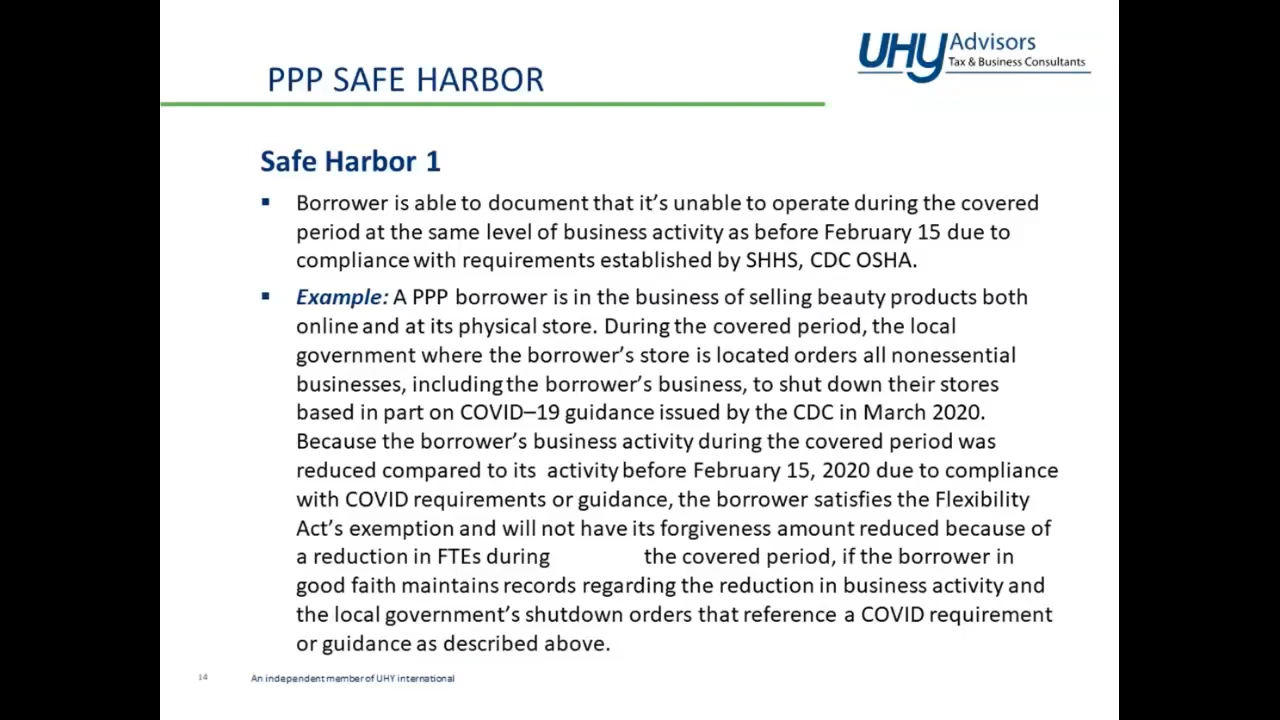 UHY Advisors
Tax & Business Consultants
PPP SAFE HARBOR
Safe Harbor 1
▪ Borrower is able to document that it's unable to operate during the covered
period at the same level of business activity as before February 15 due to
compliance with requirements established by SHHS, CDC OSHA.
▪ Example: A PPP borrower is in the business of selling beauty products both
online and at its physical store. During the covered period, the local
government where the borrower's store is located orders all nonessential
businesses, including the borrower's business, to shut down their stores
based in part on COVID–19 guidance issued by the CDC in March 2020.
Because the borrower's business activity during the covered period was
reduced compared to its activity before February 15, 2020 due to compliance
with COVID requirements or guidance, the borrower satisfies the Flexibility
Act's exemption and will not have its forgiveness amount reduced because of
a reduction in FTEs during the covered period, if the borrower in
good faith maintains records regarding the reduction in business activity and
the local government's shutdown orders that reference a COVID requirement
or guidance as described above.
14 An independent member of UHY international